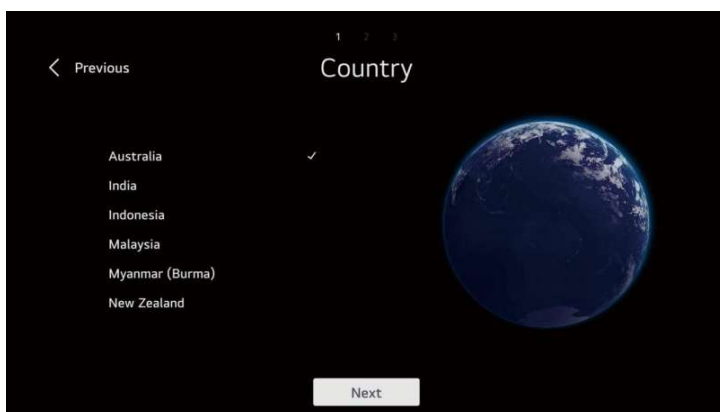 1 2 3
Previous
Country
Australia
India
Indonesia
Malaysia
Myanmar (Burma)
New Zealand
Next